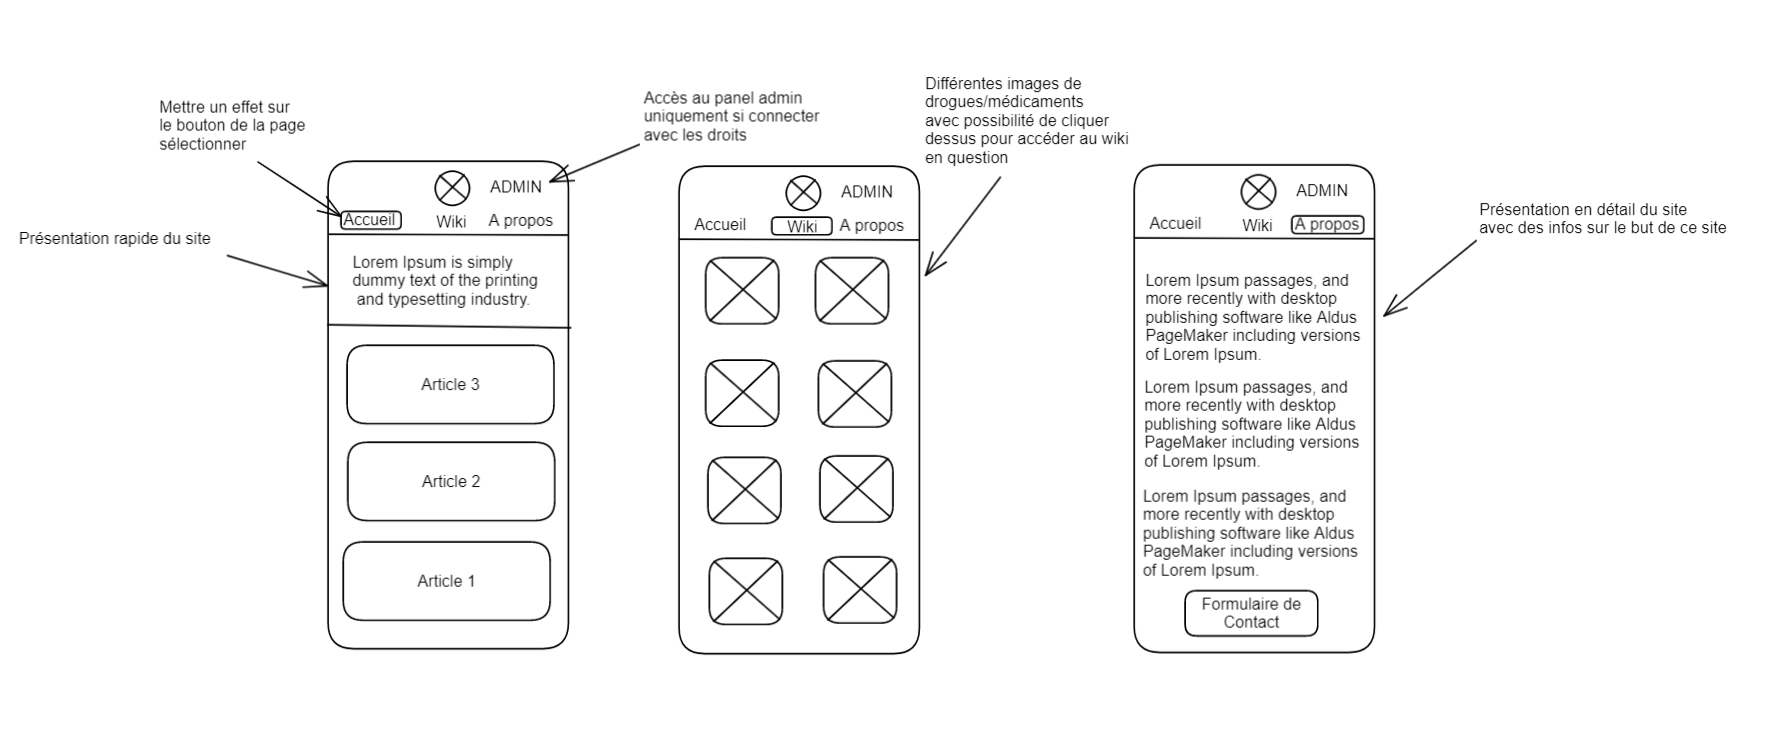 Mettre un effet sur
le bouton de la page
sélectionner
Présentation rapide du site
Accès au panel admin
uniquement si connecter
avec les droits
ADMIN
Accueil
Wiki
A propos
Lorem Ipsum is simply
dummy text of the printing
and typesetting industry.
Article 3
Article 2
Article 1
Différentes images de
drogues/médicaments
avec possibilité de cliquer
dessus pour accéder au wiki
en question
ADMIN
Accueil
Wiki
A propos
ADMIN
Accueil
Wiki
A propos
Présentation en détail du site
avec des infos sur le but de ce site
Lorem Ipsum passages, and
more recently with desktop
publishing software like Aldus
PageMaker including versions
of Lorem Ipsum.
Lorem Ipsum passages, and
more recently with desktop
publishing software like Aldus
PageMaker including versions
of Lorem Ipsum.
Lorem Ipsum passages, and
more recently with desktop
publishing software like Aldus
PageMaker including versions
of Lorem Ipsum.
Formulaire de
Contact